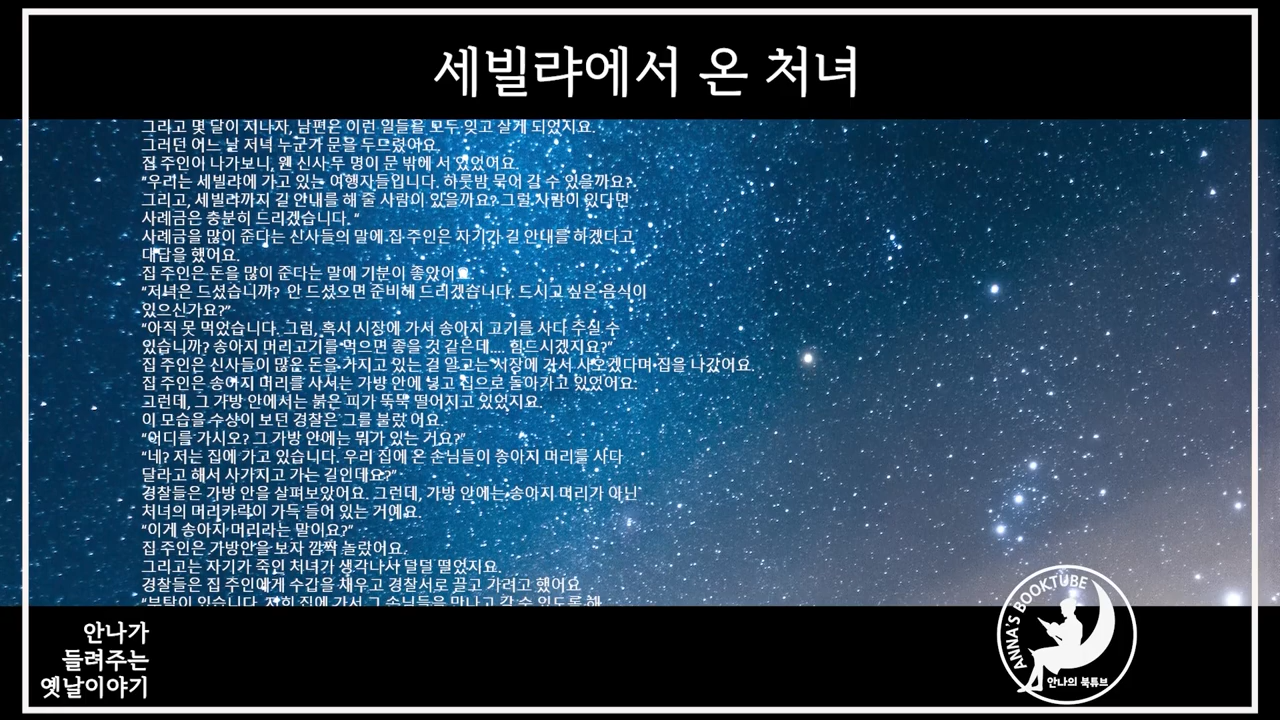 세빌랴에서 온 처녀
그리고 몇 달이 지나자, 남편은 이런 일들을 모두 잊고 살게 되었지요.
그러던 어느 날 저녁 누군가 문을 두드렸어요.
집 주인이 나가보니, 웬 신사 두 명이 문 밖에 서 있었어요.
“우리는 세빌랴에 가고 있는 여행자들입니다. 하룻밤 묵어 갈 수 있을까요?
그리고, 세빌랴까지 길 안내를 해 줄 사람이 있을까요? 그럴 사람이 있다면
사례금은 충분히 드리겠습니다. “
사례금을 많이 준다는 신사들의 말에 집 주인은 자기가 길 안내를 하겠다고
대답을 했어요.
집 주인은 돈을 많이 준다는 말에 기분이 좋았어요.
“저녁은 드셨습니까? 안 드셨으면 준비해 드리겠습니다. 드시고 싶은 음식이
있으신가요?”
“아직 못 먹었습니다. 그럼, 혹시 시장에 가서 송아지 고기를 사다 주실 수
있습니까? 송아지 머리고기를 먹으면 좋을 것 같은데.... 힘드시겠지요?”
집 주인은 신사들이 많은 돈을 가지고 있는 걸 알고는 시장에 가서 사오겠다며 집을 나갔어요.
집 주인은 송아지 머리를 사서는 가방 안에 넣고 집으로 돌아가고 있었어요.
그런데, 그 가방 안에서는 붉은 피가 뚝뚝 떨어지고 있었지요.
이 모습을 수상이 보던 경찰은 그를 불렀 어요.
“어디를 가시오? 그 가방 안에는 뭐가 있는 거요?”
“네? 저는 집에 가고 있습니다. 우리 집에 온 손님들이 송아지 머리를 사다
달라고 해서 사가지고 가는 길인데요?”
경찰들은 가방 안을 살펴보았어요. 그런데, 가방 안에는 송아지 머리가 아닌
처녀의 머리카락이 가득 들어 있는 거예요.
“이게 송아지 머리라는 말이요?”
집 주인은 가방안을 보자 깜짝 놀랐어요.
그리고는 자기가 죽인 처녀가 생각나서 덜덜 떨었지요.
경찰들은 집 주인에게 수갑을 채우고 경찰서로 끌고 가려고 했어요.
“부탁이 있습니다. 저희 집에 가서 그 손님들을 만나고 갈 수 있도록 해
안나가
들려주는
옛날이야기
ANNA'S BOOKTUBE
안나의 북튜브